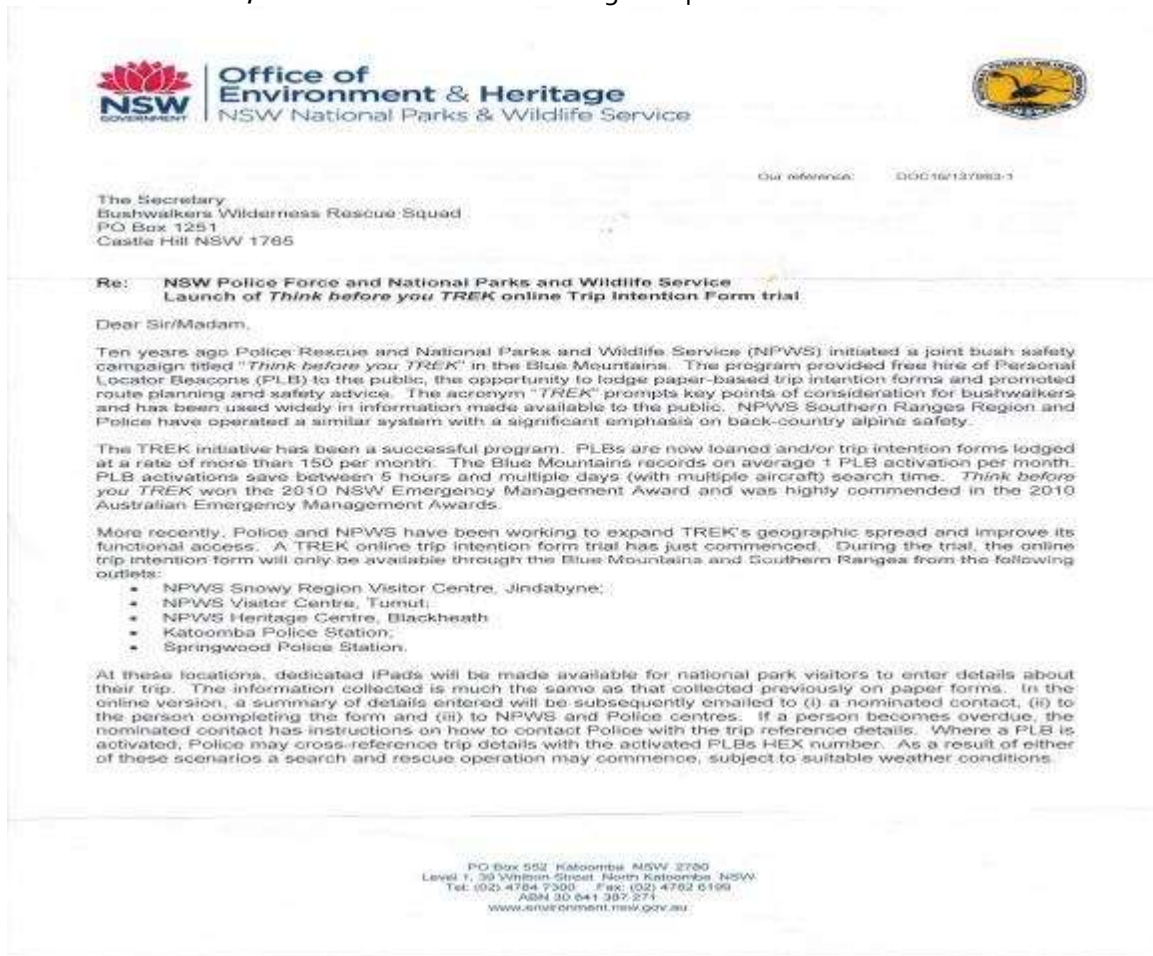 Office of
Environment & Heritage
NSW National Parks & Wildlife Service
NSW
GOVERNMENT
Our reference: DOC16/137963-1
The Secretary
Bushwalkers Wilderness Rescue Squad
PO Box 1251
Castle Hill NSW 1765
Re: NSW Police Force and National Parks and Wildlife Service
Launch of Think before you TREK online Trip Intention Form trial
Dear Sir/Madam,
Ten years ago Police Rescue and National Parks and Wildlife Service (NPWS) initiated a joint bush safety
campaign titled "Think before you TREK" in the Blue Mountains. The program provided free hire of Personal
Locator Beacons (PLB) to the public, the opportunity to lodge paper-based trip intention forms and promoted
route planning and safety advice. The acronym "TREK" prompts key points of consideration for bushwalkers
and has been used widely in information made available to the public. NPWS Southern Ranges Region and
Police have operated a similar system with a significant emphasis on back-country alpine safety.
The TREK initiative has been a successful program. PLBs are now loaned and/or trip intention forms lodged
at a rate of more than 150 per month. The Blue Mountains records on average 1 PLB activation per month.
PLB activations save between 5 hours and multiple days (with multiple aircraft) search time. Think before
you TREK won the 2010 NSW Emergency Management Award and was highly commended in the 2010
Australian Emergency Management Awards.
More recently, Police and NPWS have been working to expand TREK's geographic spread and improve its
functional access. A TREK online trip intention form trial has just commenced. During the trial, the online
trip intention form will only be available through the Blue Mountains and Southern Ranges from the following
outlets:
• NPWS Snowy Region Visitor Centre, Jindabyne;
• NPWS Visitor Centre, Tumut;
• NPWS Heritage Centre, Blackheath
• Katoomba Police Station;
• Springwood Police Station.
At these locations, dedicated iPads will be made available for national park visitors to enter details about
their trip. The information collected is much the same as that collected previously on paper forms. In the
online version, a summary of details entered will be subsequently emailed to (i) a nominated contact, (ii) to
the person completing the form and (iii) to NPWS and Police centres. If a person becomes overdue, the
nominated contact has instructions on how to contact Police with the trip reference details. Where a PLB is
activated, Police may cross-reference trip details with the activated PLBs HEX number. As a result of either
of these scenarios a search and rescue operation may commence, subject to suitable weather conditions.
PO Box 552 Katoomba NSW 2780
Level 1, 39 Whitton Street North Katoomba NSW
Tel: (02) 4784 7300 Fax: (02) 4782 6199
ABN 30 841 387 271
www.environment.nsw.gov.au